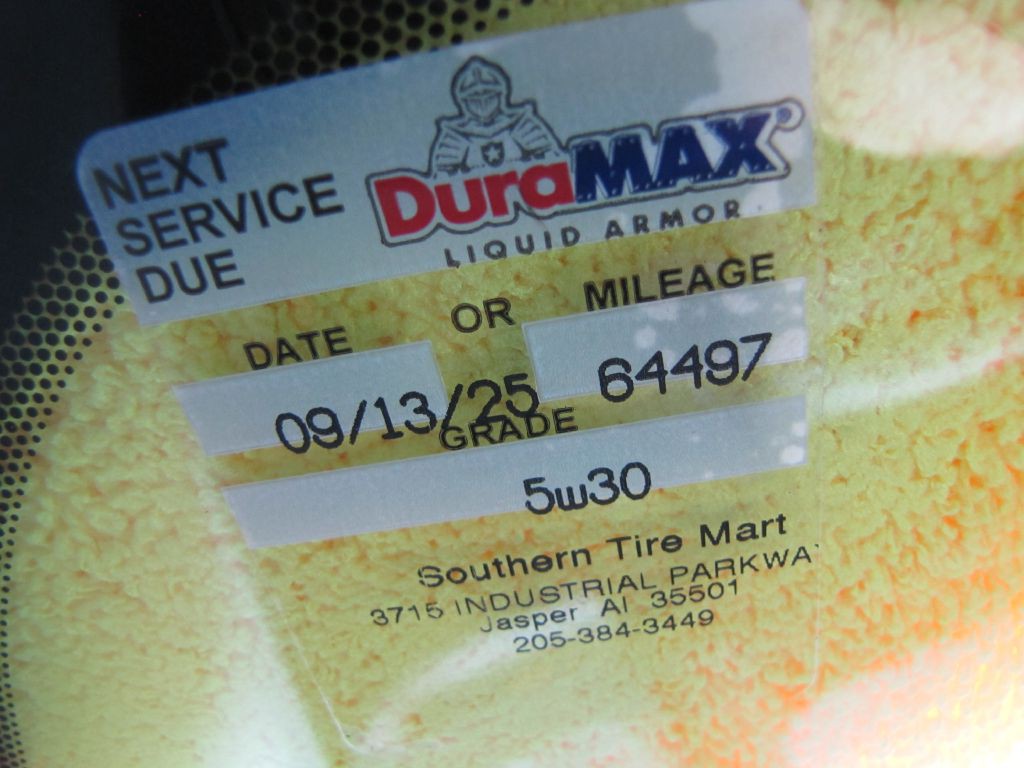 NEXT
SERVICE
DUE
DuraMAX®
LIQUID ARMOR
DATE OR MILEAGE
09/13/25 64497
GRADE
5w30
Southern Tire Mart
3715 INDUSTRIAL PARKWA
Jasper Al 35501
205-384-3449